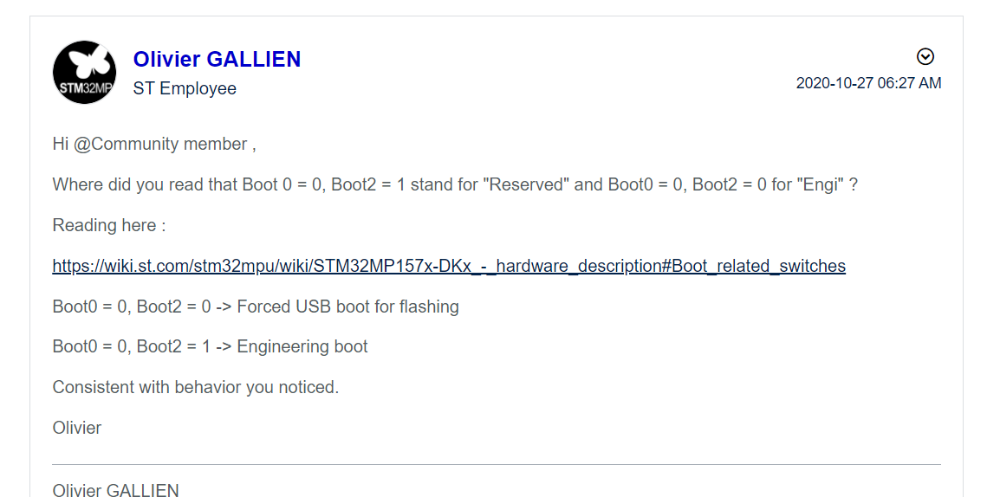 Olivier GALLIEN
STM32MP
ST Employee
2020-10-27 06:27 AM
Hi @Community member ,
Where did you read that Boot 0 = 0, Boot2 = 1 stand for "Reserved" and Boot0 = 0, Boot2 = 0 for "Engi" ?
Reading here :
https://wiki.st.com/stm32mpu/wiki/STM32MP157x-DKx_-_hardware_description#Boot_related_switches
Boot0 = 0, Boot2 = 0 -> Forced USB boot for flashing
Boot0 = 0, Boot2 = 1 -> Engineering boot
Consistent with behavior you noticed.
Olivier
Olivier GALLIEN